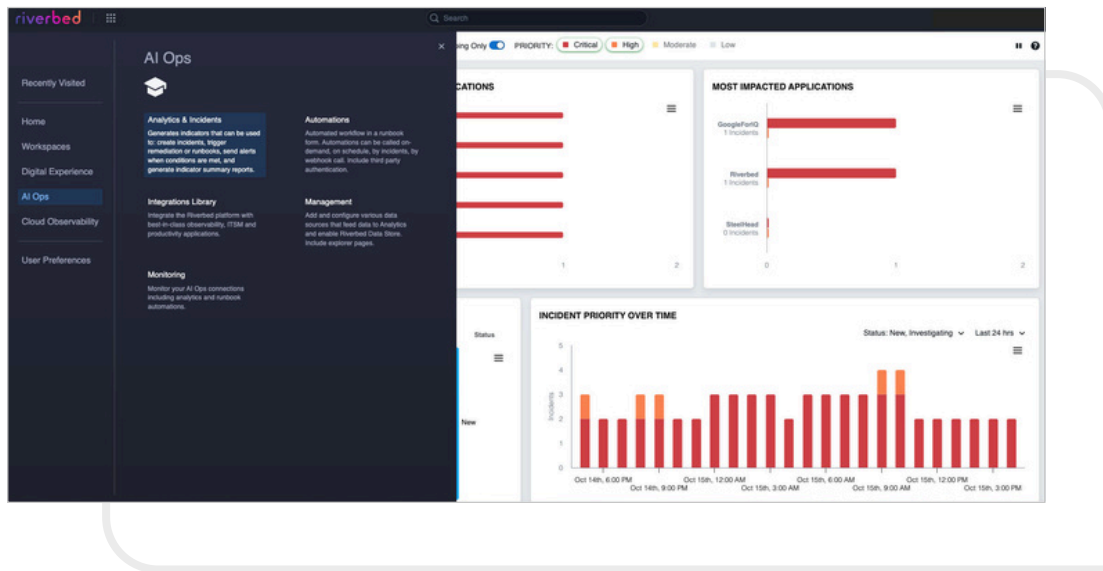 riverbed
Search
AI Ops
×
Recently Visited
Home
Workspaces
Digital Experience
AI Ops
Cloud Observability
User Preferences
Analytics & Incidents
Generates indicators that can be used
to: create incidents, trigger
remediation or runbooks, send alerts
when conditions are met, and
generate indicator summary reports.
Automations
Automated workflow in a runbook
form. Automations can be called on-
demand, on schedule, by incidents, by
webhook call. Include third party
authentication.
Integrations Library
Integrate the Riverbed platform with
best-in-class observability, ITSM and
productivity applications.
Management
Add and configure various data
sources that feed data to Analytics
and enable Riverbed Data Store.
Include explorer pages.
Monitoring
Monitor your AI Ops connections
including analytics and runbook
automations.
ing Only PRIORITY: Critical High Moderate Low
CATIONS
1 2
MOST IMPACTED APPLICATIONS
GoogleForIQ
1 Incidents
Riverbed
1 Incidents
SteelHead
0 Incidents
0 1 2
Status
New
INCIDENT PRIORITY OVER TIME
Status: New, Investigating Last 24 hrs
Incidents
5
4
3
2
1
0
Oct 14th, 6:00 PM Oct 15th, 12:00 AM Oct 15th, 6:00 AM Oct 15th, 12:00 PM
Oct 14th, 9:00 PM Oct 15th, 3:00 AM Oct 15th, 9:00 AM Oct 15th, 3:00 PM